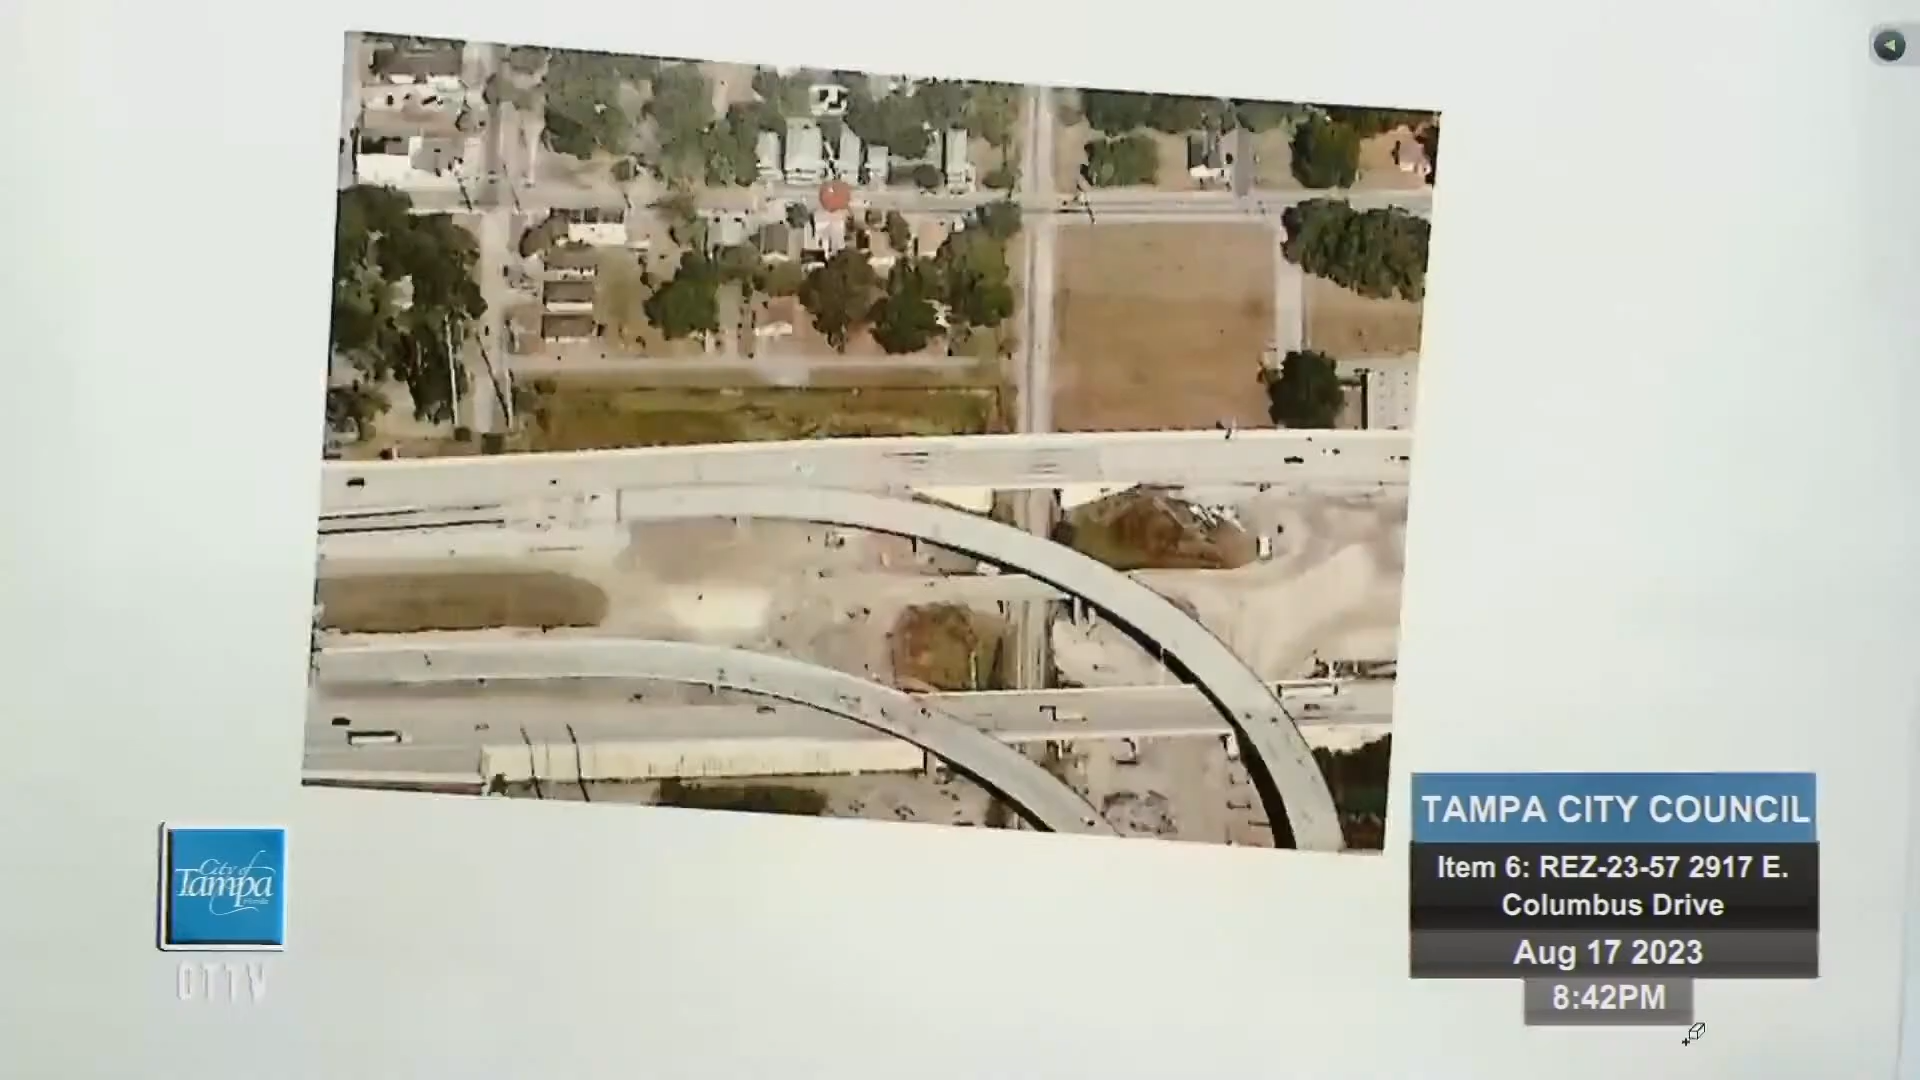 TAMPA CITY COUNCIL
Item 6: REZ-23-57 2917 E.
Columbus Drive
Aug 17 2023
8:42PM
City of
Tampa
Florida
CTTV